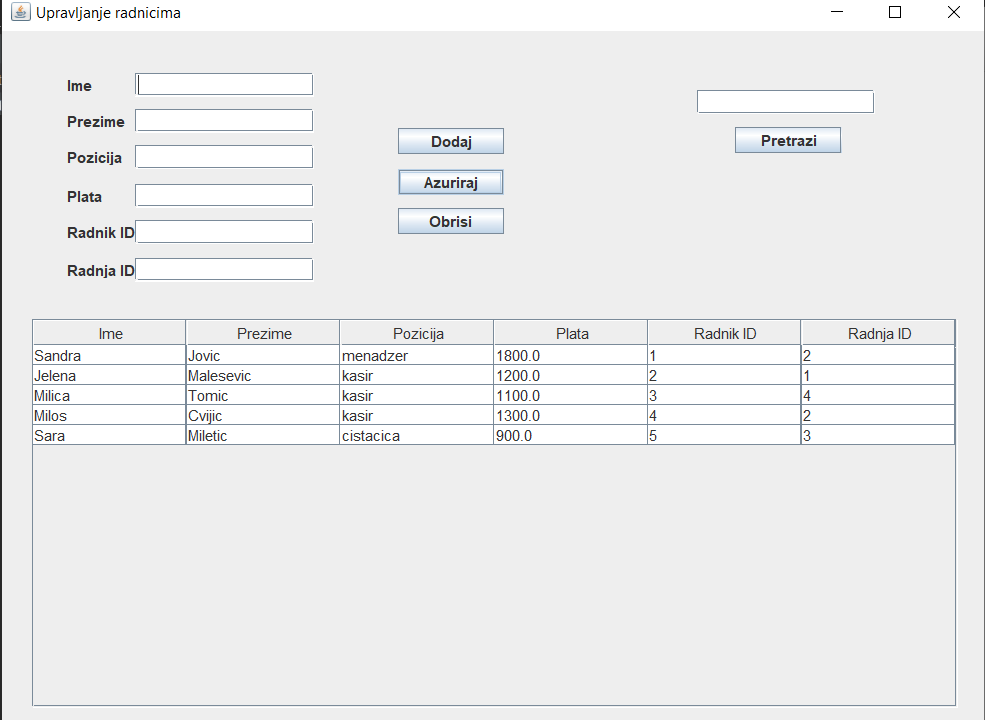 Upravljanje radnicima
Ime
Prezime
Pozicija
Plata
Radnik ID
Radnja ID
Dodaj
Azuriraj
Obrisi
Pretrazi
Ime Prezime Pozicija Plata Radnik ID Radnja ID
Sandra Jovic menadzer 1800.0 1 2
Jelena Malesevic kasir 1200.0 2 1
Milica Tomic kasir 1100.0 3 4
Milos Cvijic kasir 1300.0 4 2
Sara Miletic cistacica 900.0 5 3